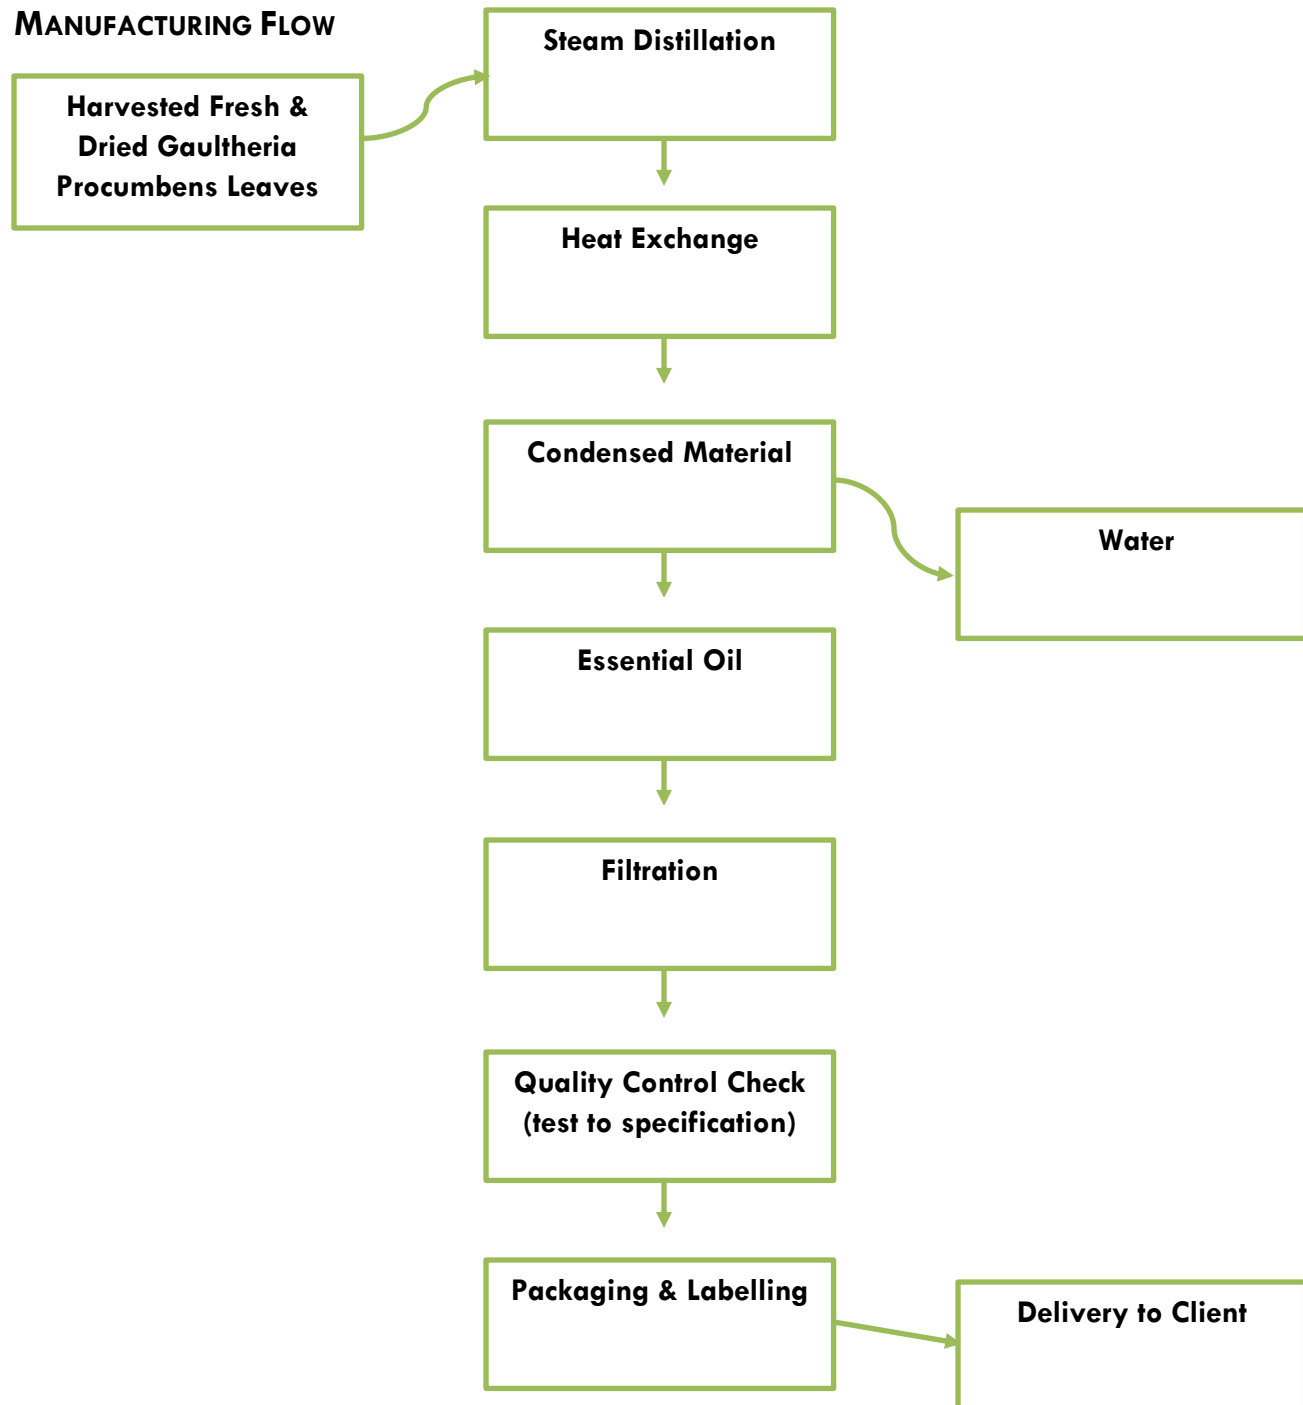 MANUFACTURING FLOW
Steam Distillation
Harvested Fresh &
Dried Gaultheria
Procumbens Leaves
Heat Exchange
Condensed Material
Water
Essential Oil
Filtration
Quality Control Check
(test to specification)
Packaging & Labelling
Delivery to Client